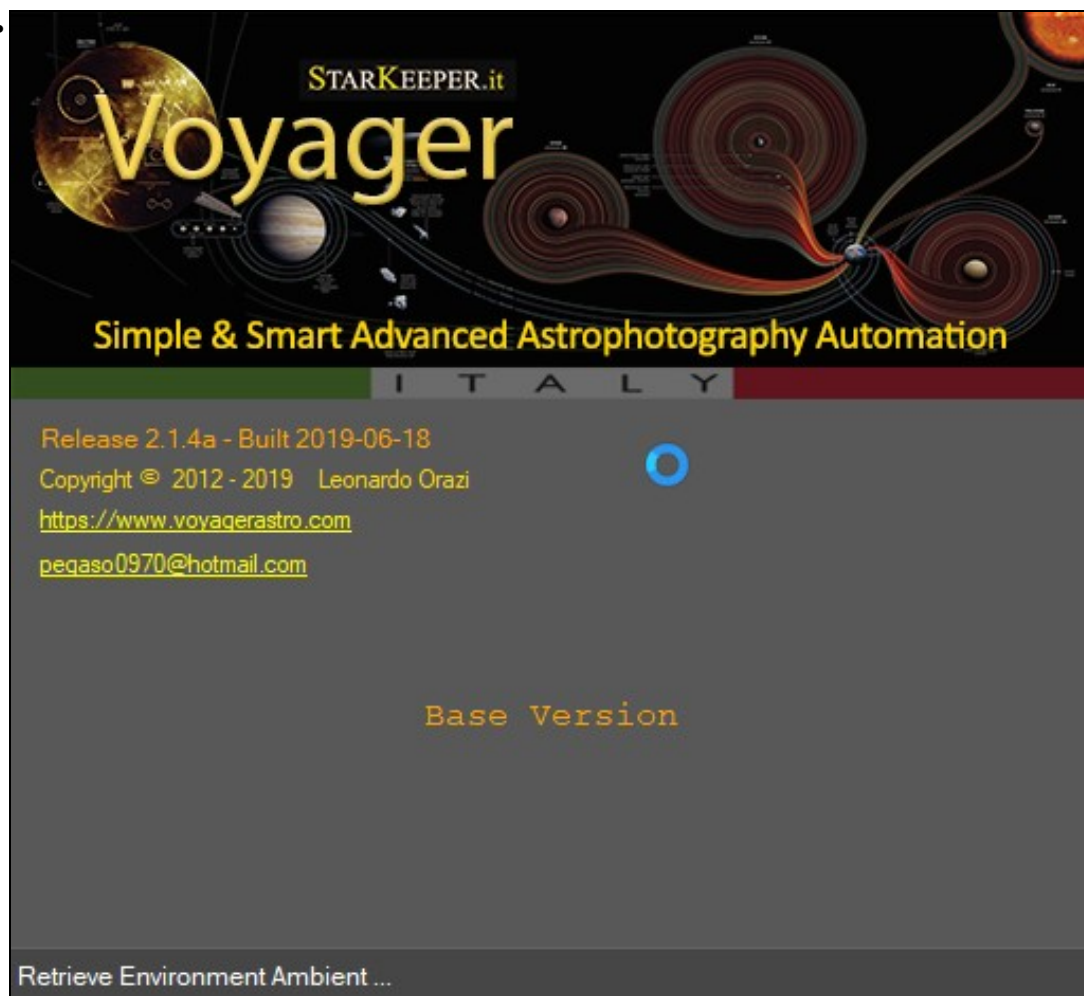 STARKEEPER.it
Voyager
Simple & Smart Advanced Astrophotography Automation
ITALY
Release 2.1.4a - Built 2019-06-18
Copyright © 2012 - 2019 Leonardo Orazi
https://www.voyagerastro.com
pegaso0970@hotmail.com
Base Version
Retrieve Environment Ambient ...